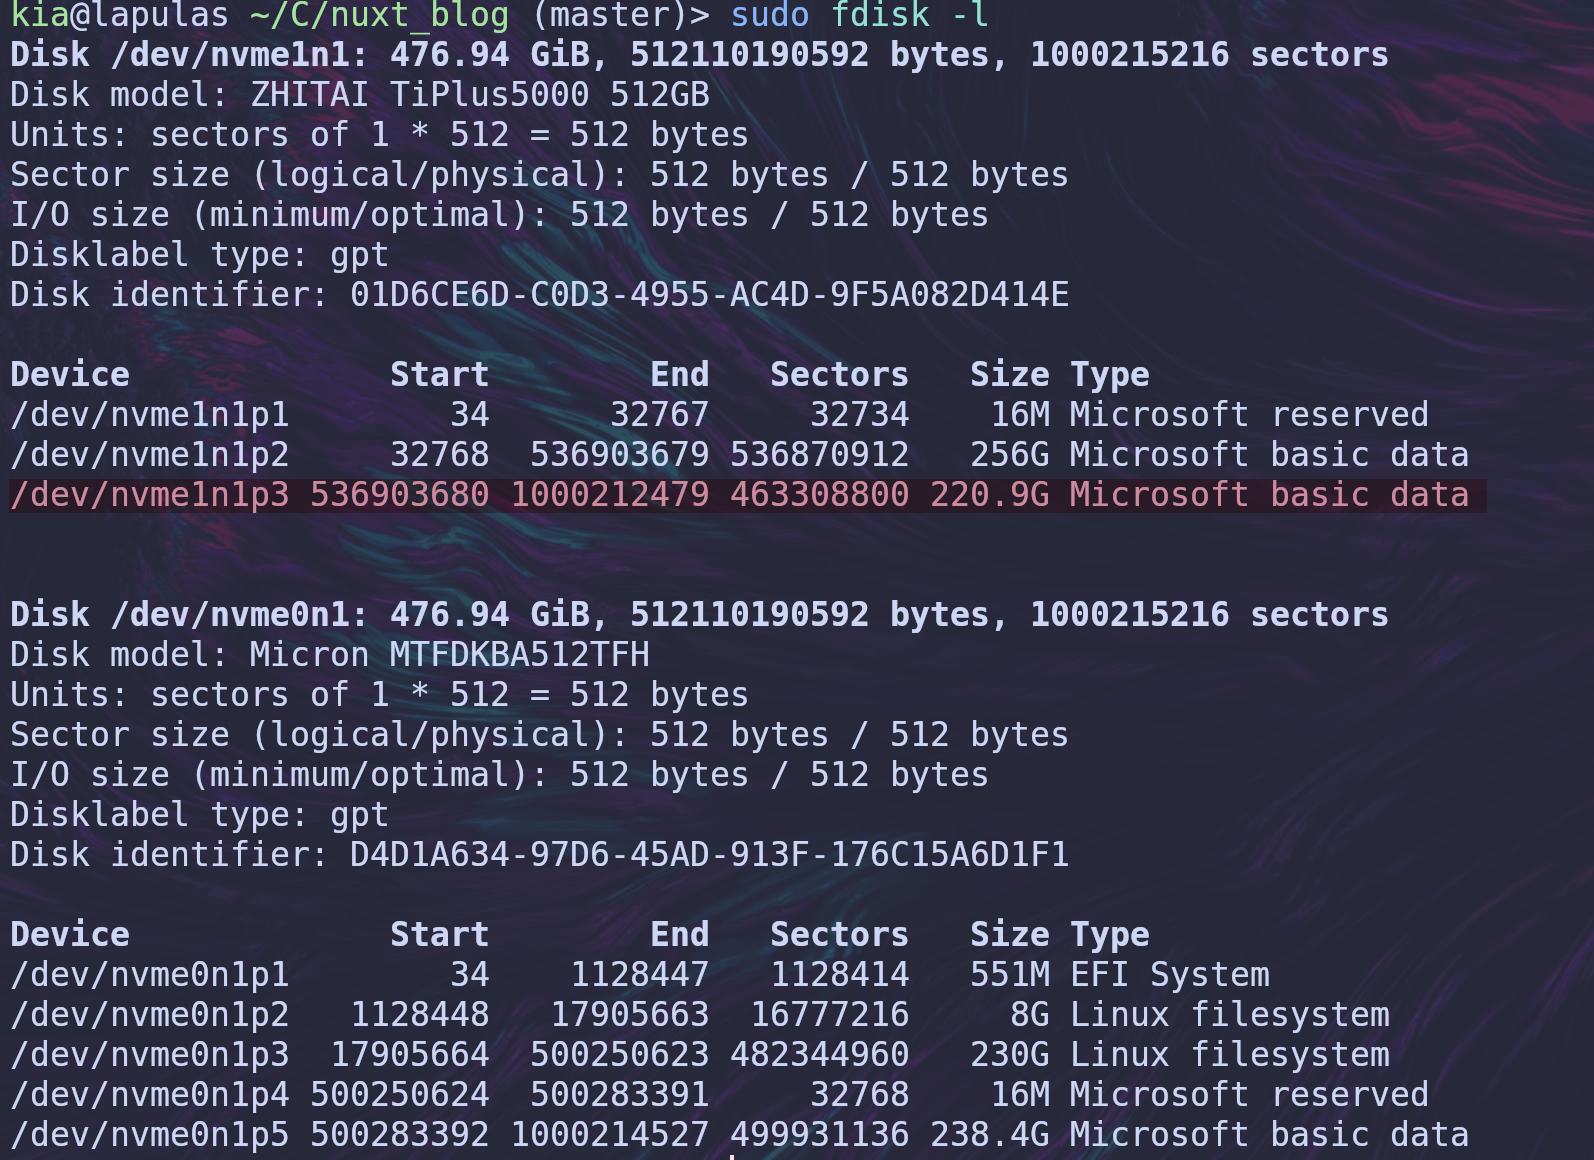 kia@lapulas ~/C/nuxt_blog (master)> sudo fdisk -l
Disk /dev/nvme1n1: 476.94 GiB, 512110190592 bytes, 1000215216 sectors
Disk model: ZHITAI TiPlus5000 512GB
Units: sectors of 1 * 512 = 512 bytes
Sector size (logical/physical): 512 bytes / 512 bytes
I/O size (minimum/optimal): 512 bytes / 512 bytes
Disklabel type: gpt
Disk identifier: 01D6CE6D-C0D3-4955-AC4D-9F5A082D414E
Device             Start        End   Sectors   Size Type
/dev/nvme1n1p1        34      32767     32734    16M Microsoft reserved
/dev/nvme1n1p2     32768  536903679 536870912   256G Microsoft basic data
/dev/nvme1n1p3 536903680 1000212479 463308800 220.9G Microsoft basic data
Disk /dev/nvme0n1: 476.94 GiB, 512110190592 bytes, 1000215216 sectors
Disk model: Micron MTFDKBA512TFH
Units: sectors of 1 * 512 = 512 bytes
Sector size (logical/physical): 512 bytes / 512 bytes
I/O size (minimum/optimal): 512 bytes / 512 bytes
Disklabel type: gpt
Disk identifier: D4D1A634-97D6-45AD-913F-176C15A6D1F1
Device             Start        End   Sectors   Size Type
/dev/nvme0n1p1        34    1128447   1128414   551M EFI System
/dev/nvme0n1p2   1128448   17905663  16777216     8G Linux filesystem
/dev/nvme0n1p3  17905664  500250623 482344960   230G Linux filesystem
/dev/nvme0n1p4 500250624  500283391     32768    16M Microsoft reserved
/dev/nvme0n1p5 500283392 1000214527 499931136 238.4G Microsoft basic data